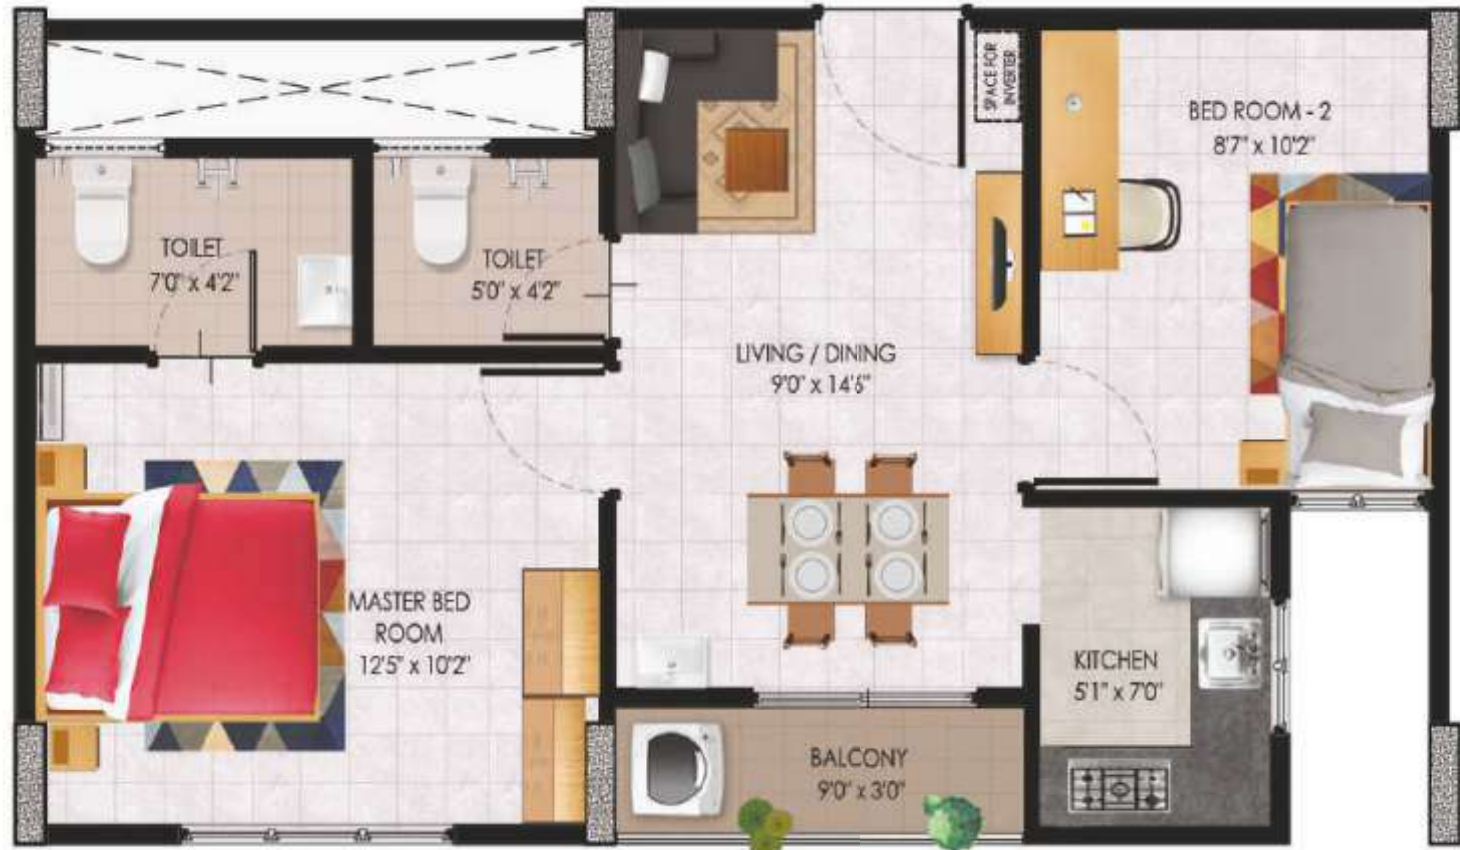 SPACE FOR
INVERTER
BED ROOM - 2
8'7" x 10'2"
TOILET
7'0" x 4'2"
TOILET
5'0" x 4'2"
LIVING / DINING
9'0" x 14'6"
MASTER BED
ROOM
12'5" x 10'2"
KITCHEN
5'1" x 7'0"
BALCONY
9'0" x 3'0"